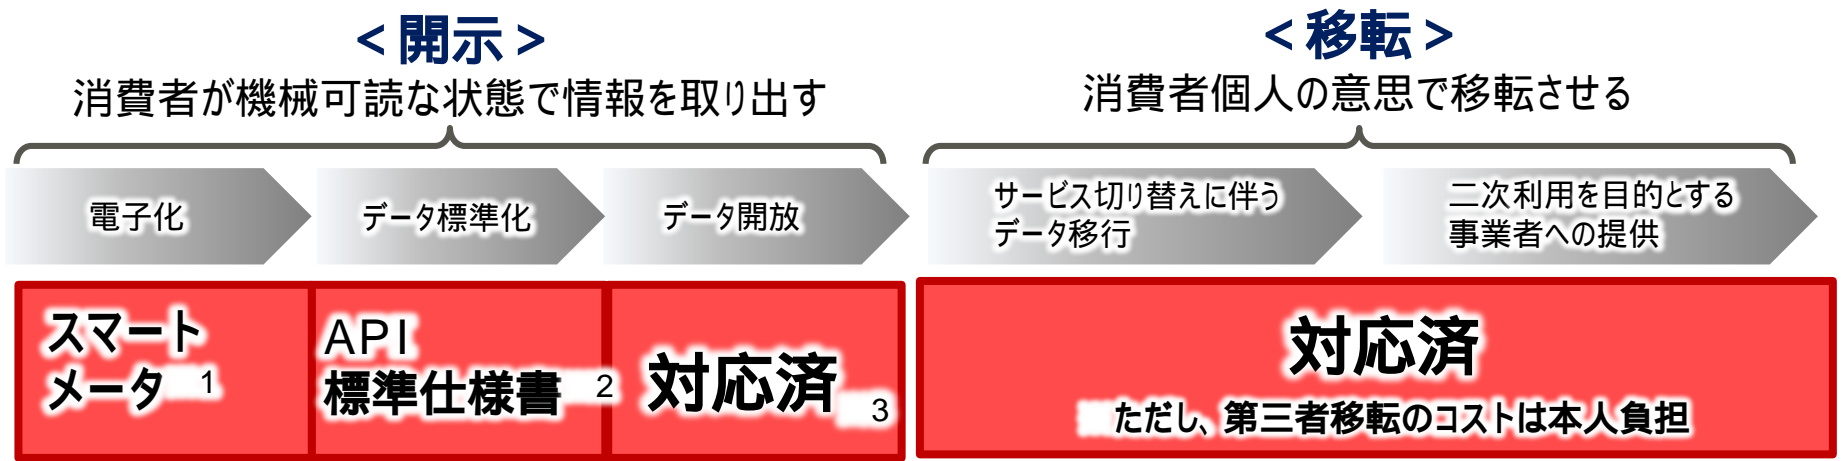 <開示>
消費者が機械可読な状態で情報を取り出す
電子化
データ標準化
データ開放
スマート
メータ 1
API
標準仕様書 2
対応済 3
<移転>
消費者個人の意思で移転させる
サービス切り替えに伴う
データ移行
二次利用を目的とする
事業者への提供
対応済
ただし、第三者移転のコストは本人負担